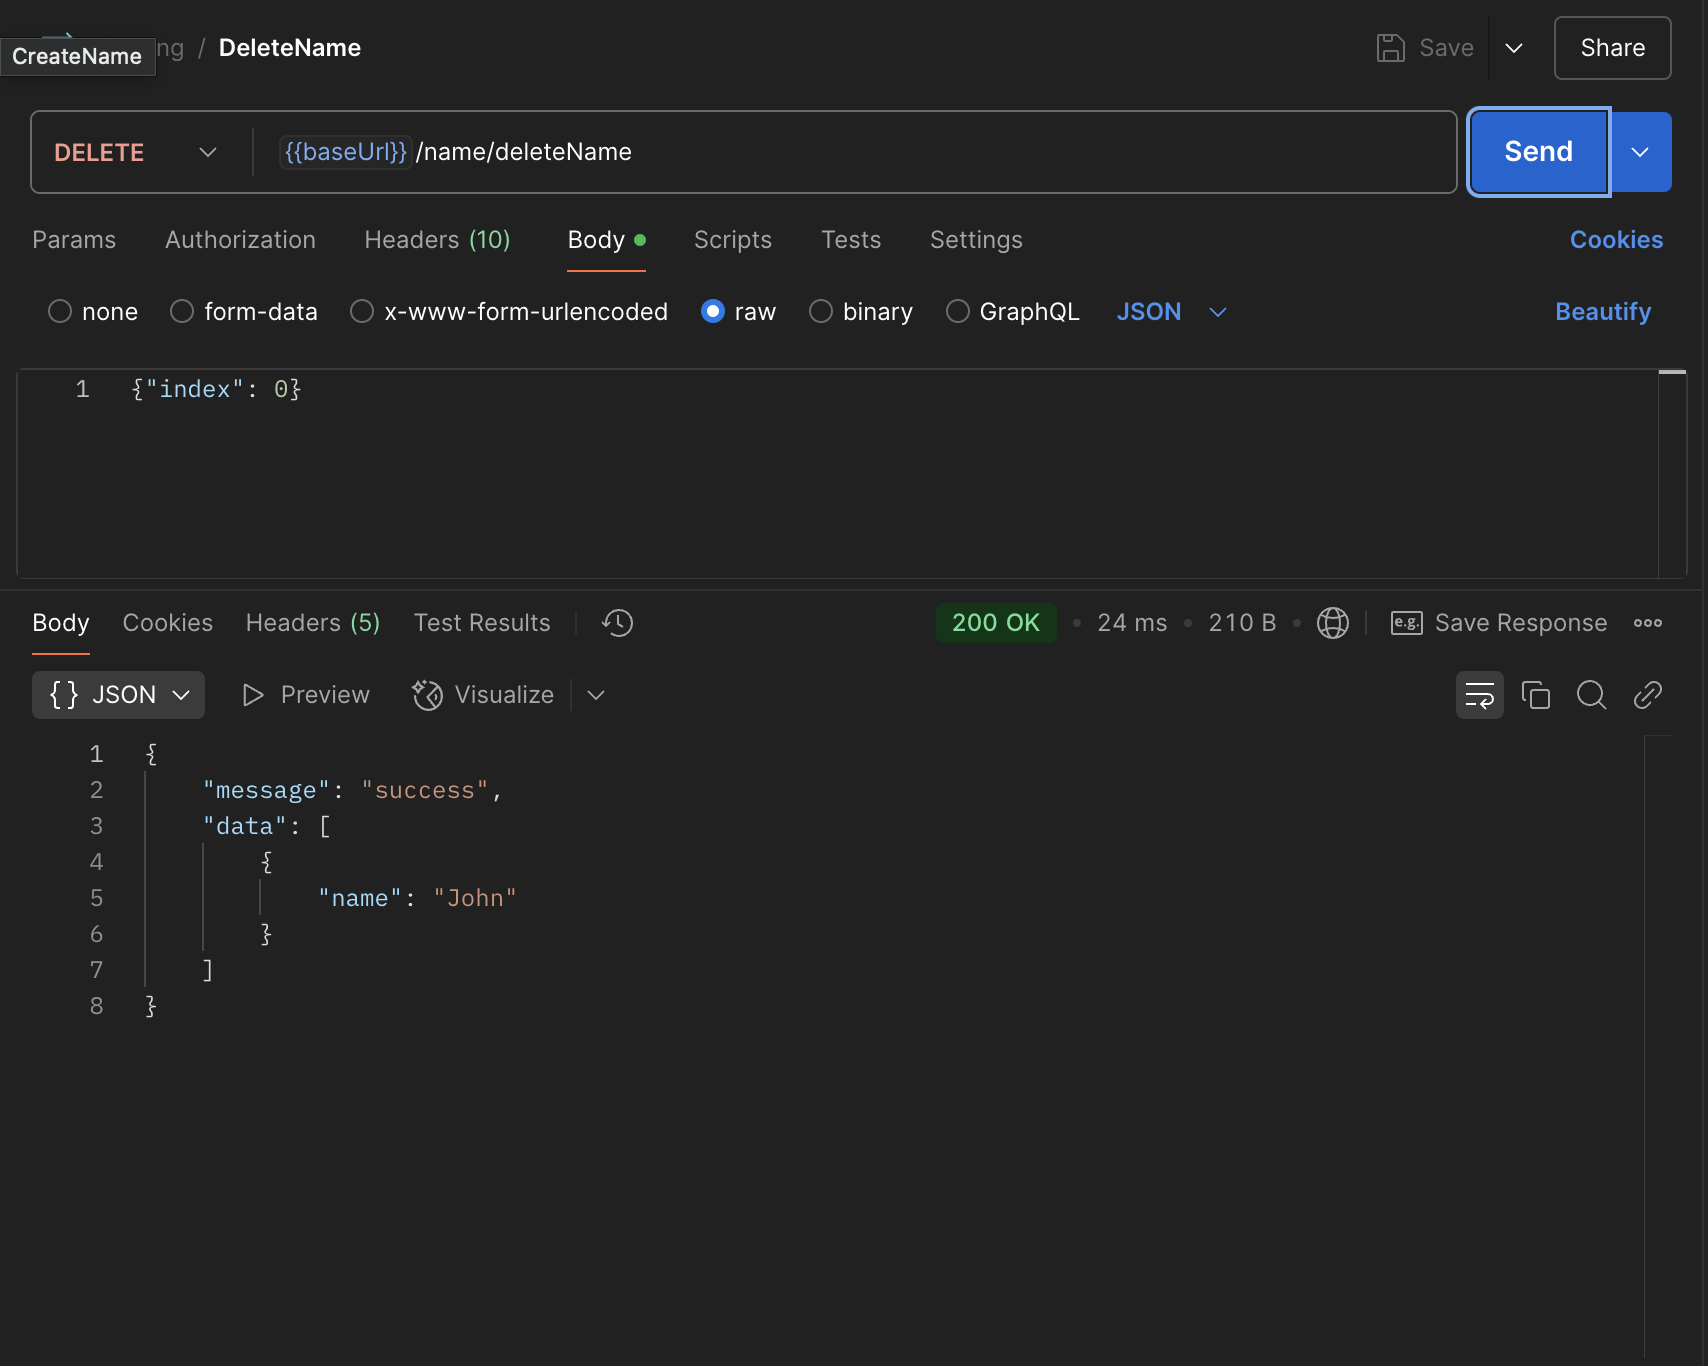 CreateName ng / DeleteName Save Share
DELETE {{baseUrl}}/name/deleteName Send
Params Authorization Headers (10) Body Scripts Tests Settings Cookies
none form-data x-www-form-urlencoded raw binary GraphQL JSON Beautify
1 {"index": 0}
Body Cookies Headers (5) Test Results 200 OK • 24 ms • 210 B • e.g. Save Response
{} JSON Preview Visualize
1 {
2 "message": "success",
3 "data": [
4 {
5 "name": "John"
6 }
7 ]
8 }